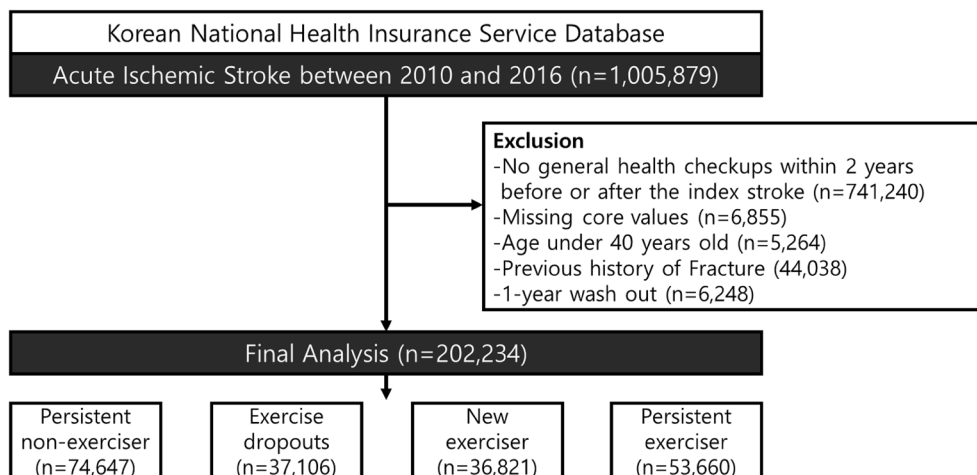 Korean National Health Insurance Service Database
Acute Ischemic Stroke between 2010 and 2016 (n=1,005,879)
Exclusion
-No general health checkups within 2 years
before or after the index stroke (n=741,240)
-Missing core values (n=6,855)
-Age under 40 years old (n=5,264)
-Previous history of Fracture (44,038)
-1-year wash out (n=6,248)
Final Analysis (n=202,234)
Persistent
non-exerciser
(n=74,647)
Exercise
dropouts
(n=37,106)
New
exerciser
(n=36,821)
Persistent
exerciser
(n=53,660)